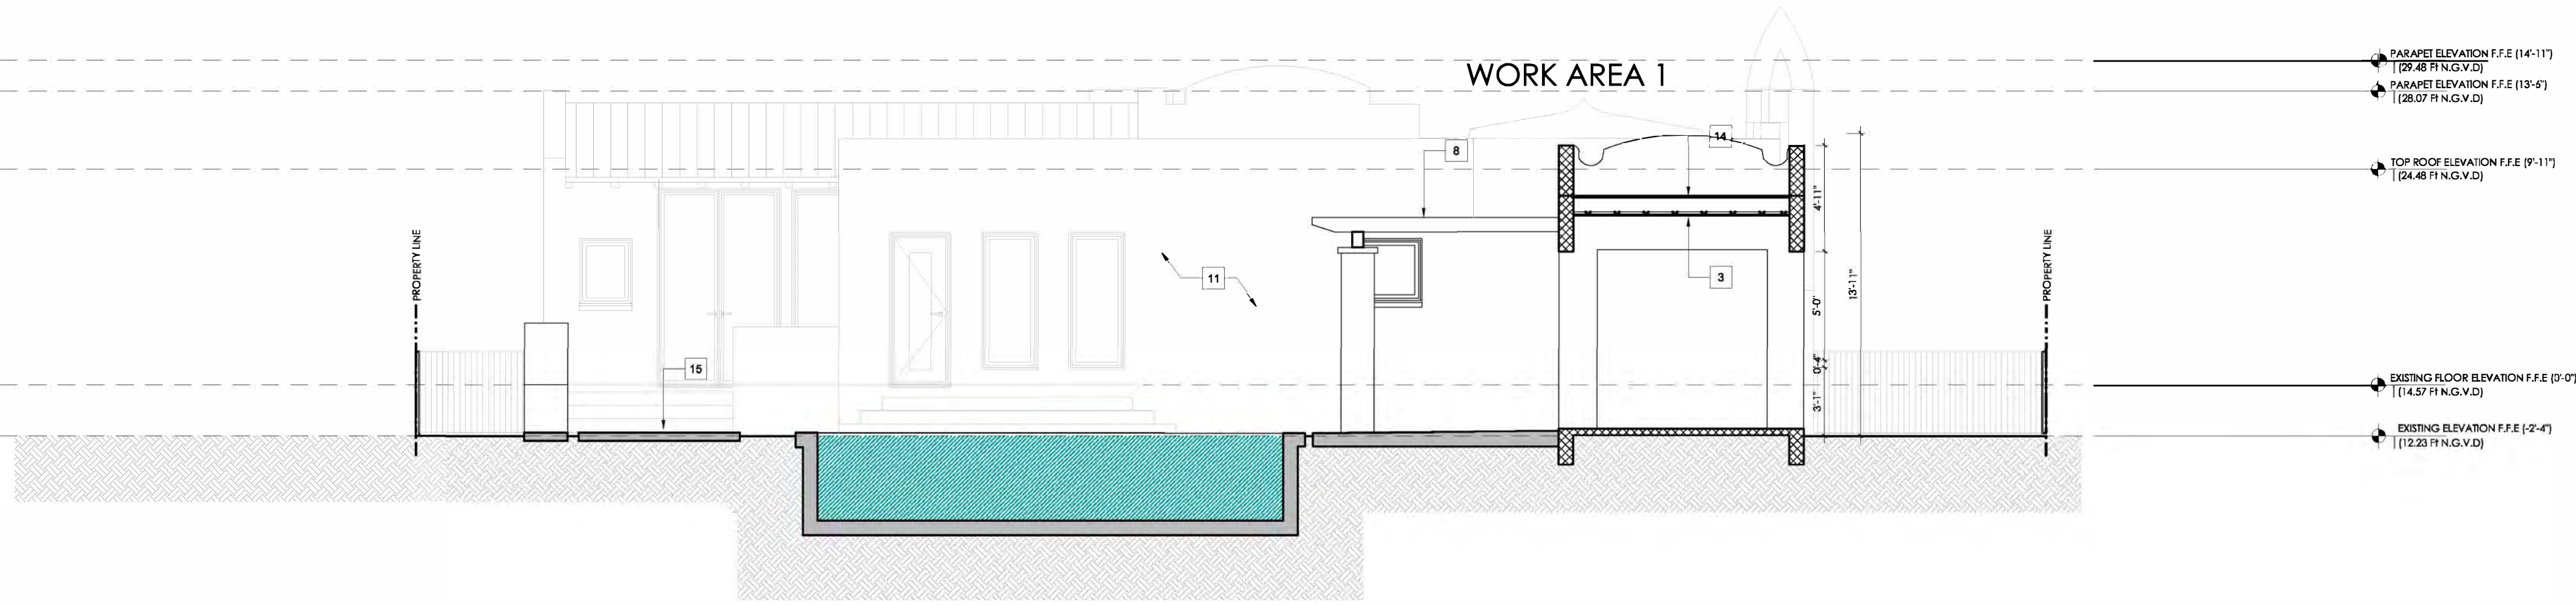 WORK AREA 1
PARAPET ELEVATION F.F.E (14'-11")
(29.48 Ft N.G.V.D)
PARAPET ELEVATION F.F.E (13'-6")
(28.07 Ft N.G.V.D)
14
8
TOP ROOF ELEVATION F.F.E (9'-11")
(24.48 Ft N.G.V.D)
4'-11"
PROPERTY LINE
PROPERTY LINE
11
3
13'-11"
5'-0"
0'-4"
15
EXISTING FLOOR ELEVATION F.F.E (0'-0")
(14.57 Ft N.G.V.D)
3'-1"
EXISTING ELEVATION F.F.E (-2'-4")
(12.23 Ft N.G.V.D)